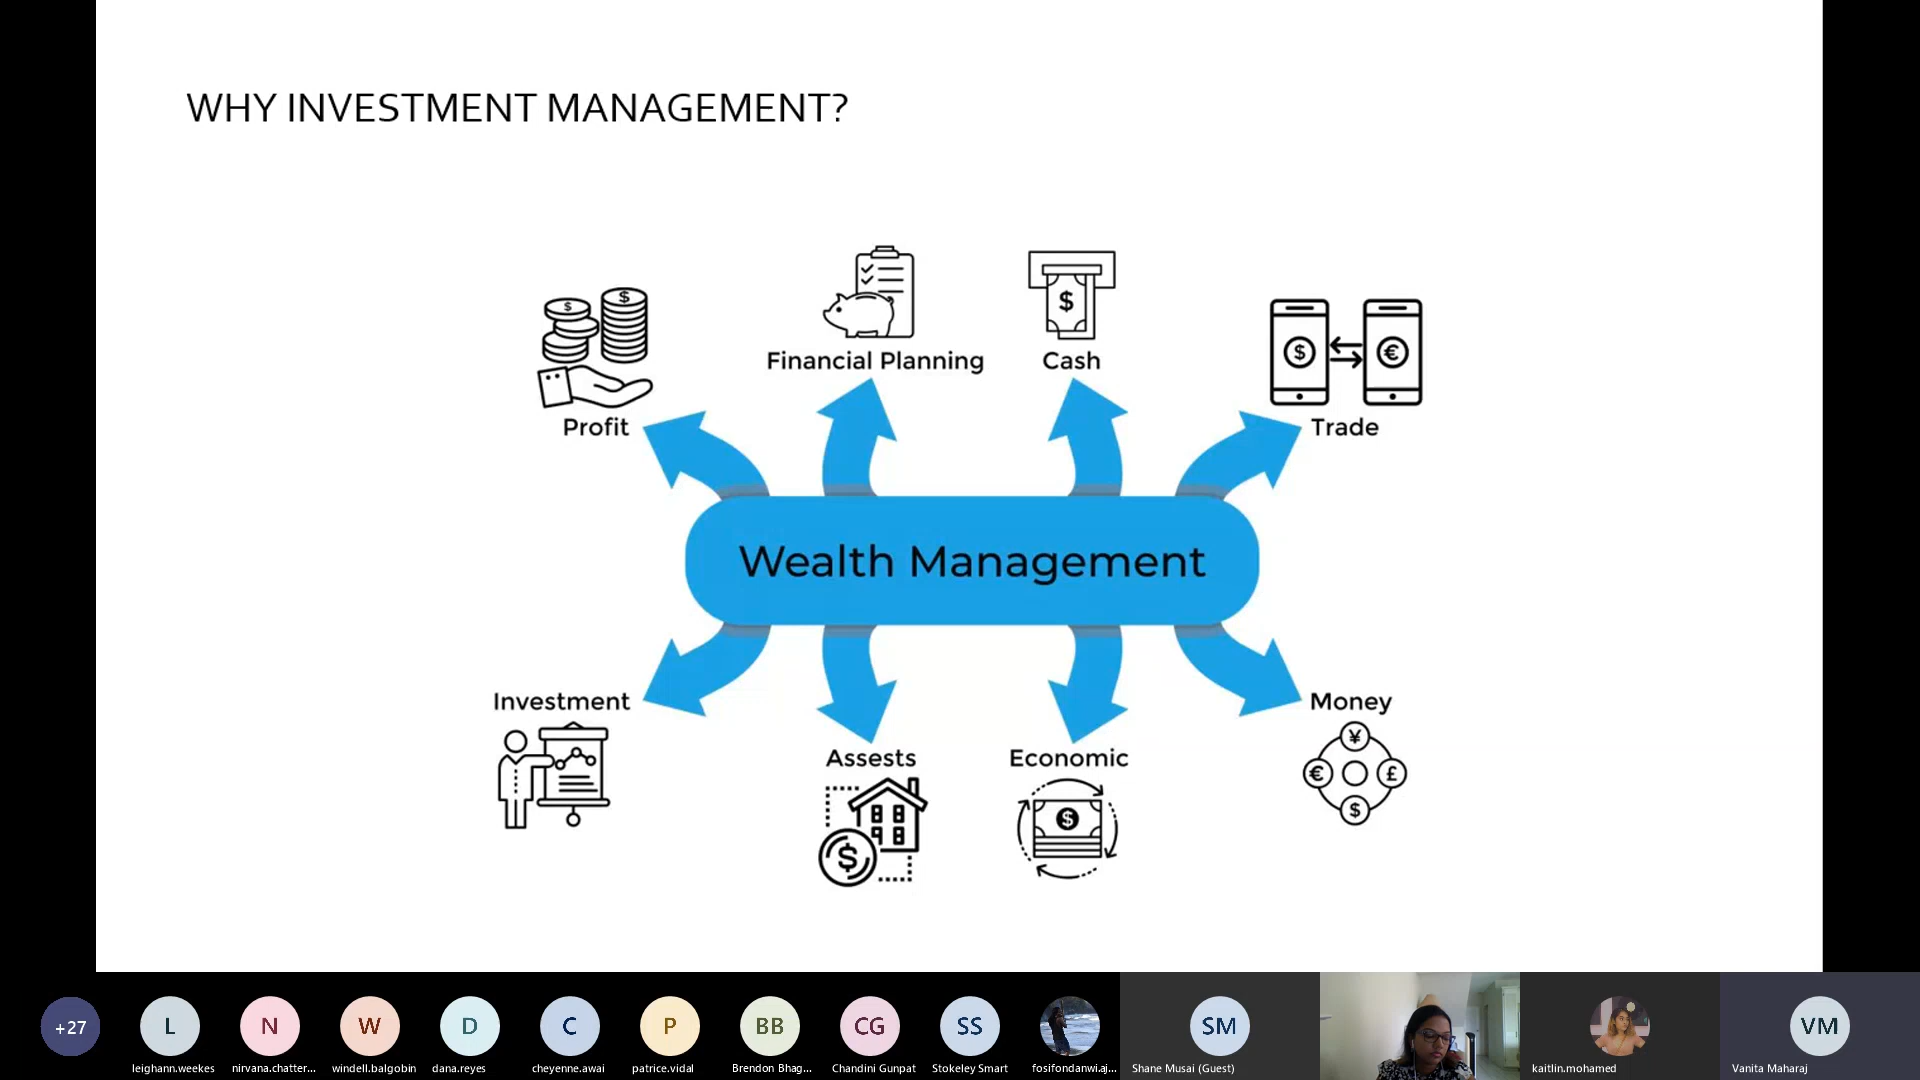 WHY INVESTMENT MANAGEMENT?
$
$
$
$
€
Financial Planning
Cash
Profit
Trade
Wealth Management
Investment
Money
Assests
Economic
¥
€
£
$
$
$
+27
L
N
W
D
C
P
BB
CG
SS
SM
VM
leighann.weekes
nirvana.chatter...
windell.balgobin
dana.reyes
cheyenne.awai
patrice.vidal
Brendon Bhag...
Chandini Gunpat
Stokeley Smart
fosifondanwi.aj...
Shane Musai (Guest)
kaitlin.mohamed
Vanita Maharaj